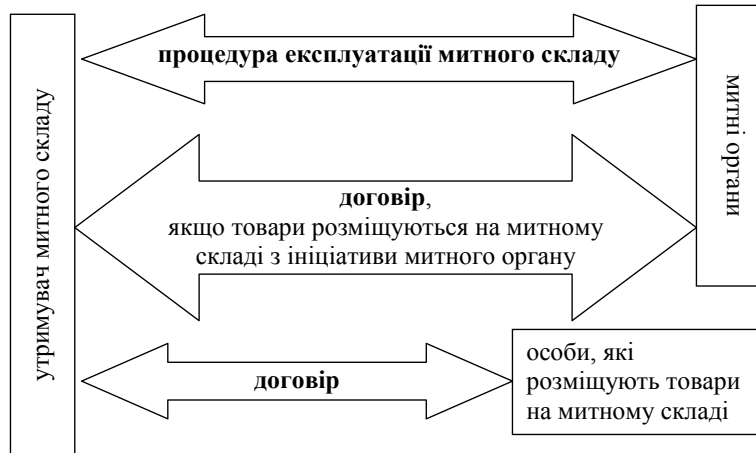 утримувач митного складу
процедура експлуатації митного складу
митні органи
договір,
якщо товари розміщуються на митному
складі з ініціативи митного органу
договір
особи, які
розміщують товари
на митному складі